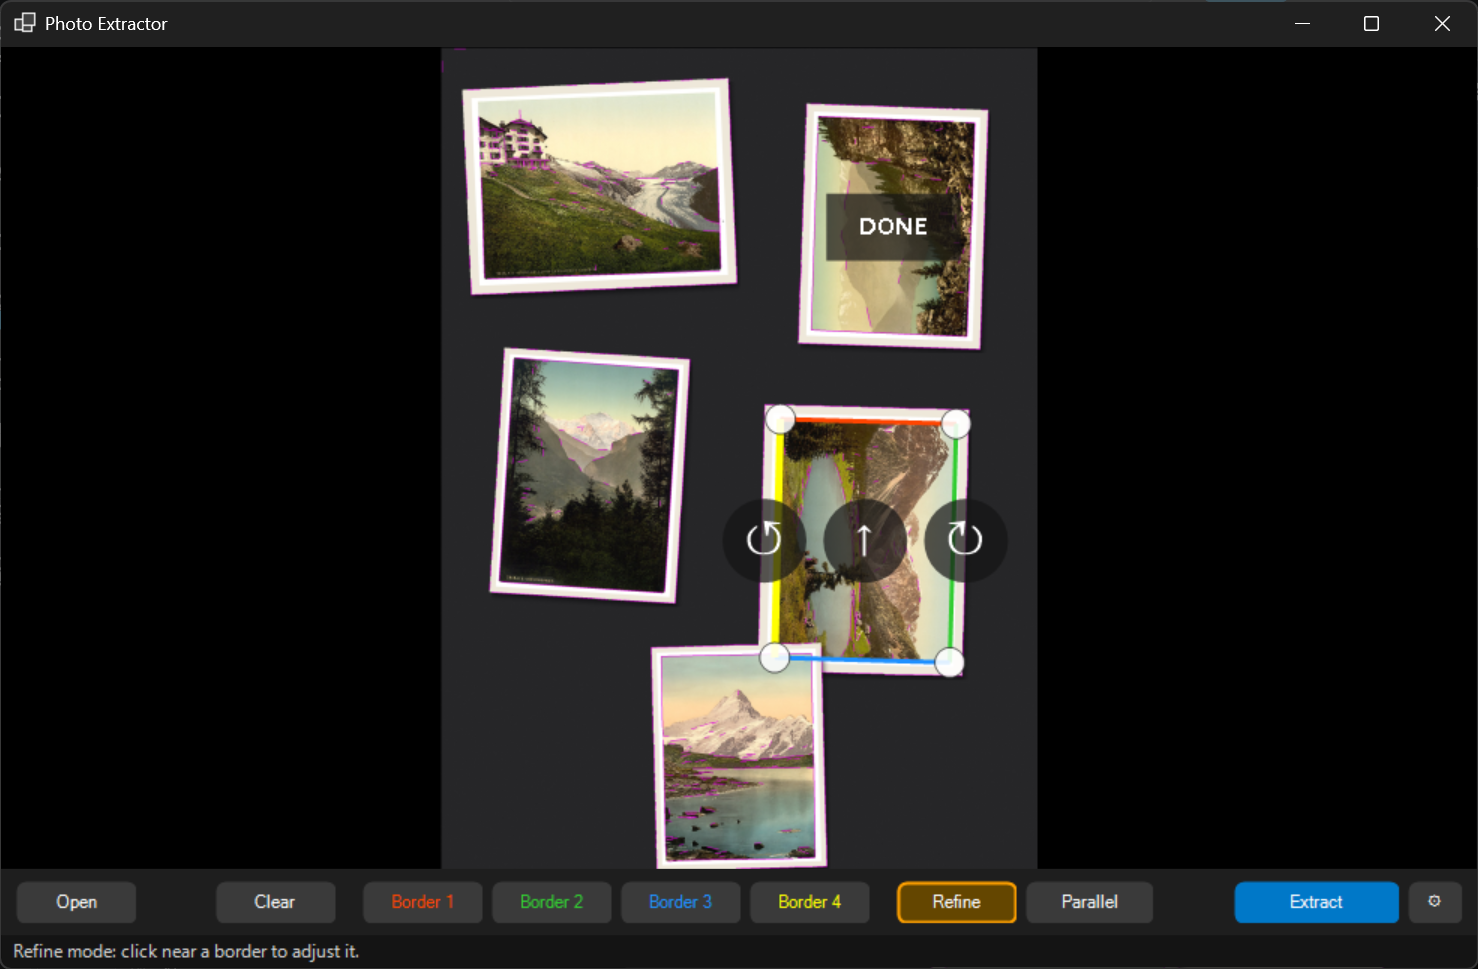 Photo Extractor
DONE
Open
Clear
Border 1
Border 2
Border 3
Border 4
Refine
Parallel
Extract
Refine mode: click near a border to adjust it.